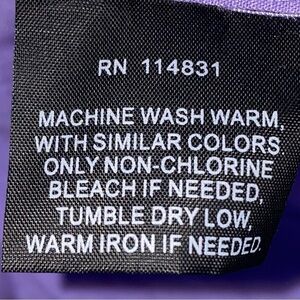 RN 114831
MACHINE WASH WARM,
WITH SIMILAR COLORS
ONLY NON-CHLORINE
BLEACH IF NEEDED,
TUMBLE DRY LOW,
WARM IRON IF NEEDED.